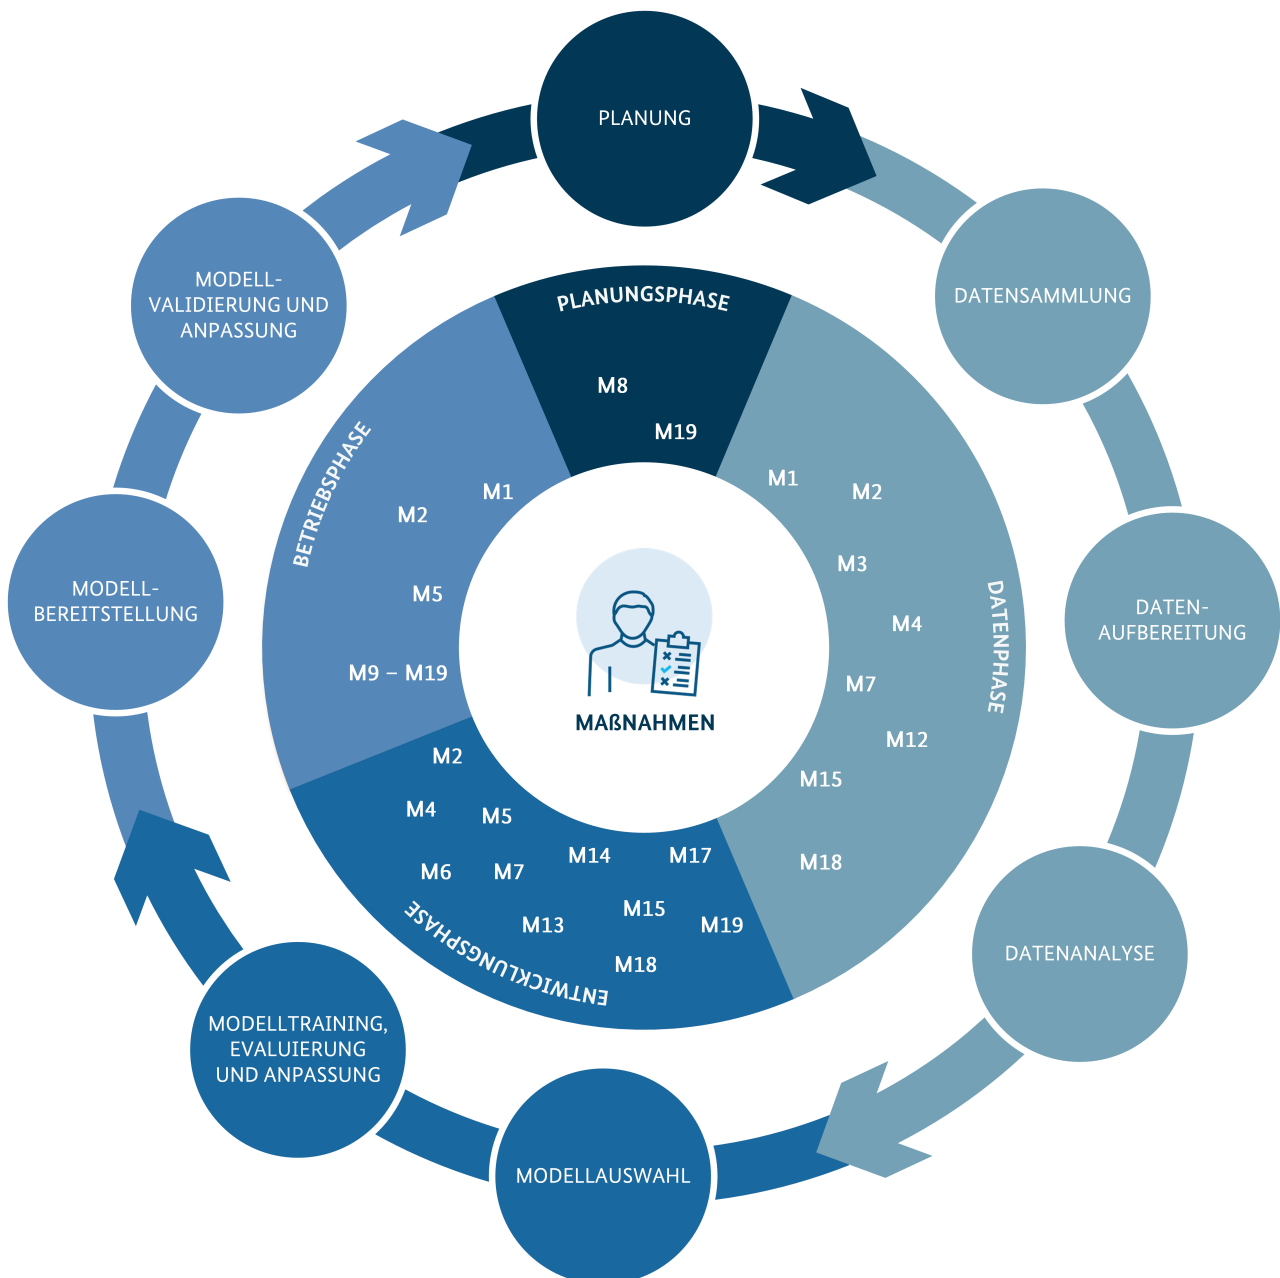 PLANUNG
DATENSAMMLUNG
DATEN-
AUFBEREITUNG
DATENANALYSE
MODELLAUSWAHL
MODELLTRAINING,
EVALUIERUNG
UND ANPASSUNG
MODELL-
BEREITSTELLUNG
MODELL-
VALIDIERUNG UND
ANPASSUNG
PLANUNGSPHASE
M8
M19
DATENPHASE
M1
M2
M3
M4
M7
M12
M15
M18
ENTWICKLUNGSPHASE
M2
M4
M5
M6
M7
M14
M17
M13
M15
M19
M18
BETRIEBSPHASE
M1
M2
M5
M9 – M19
MAßNAHMEN